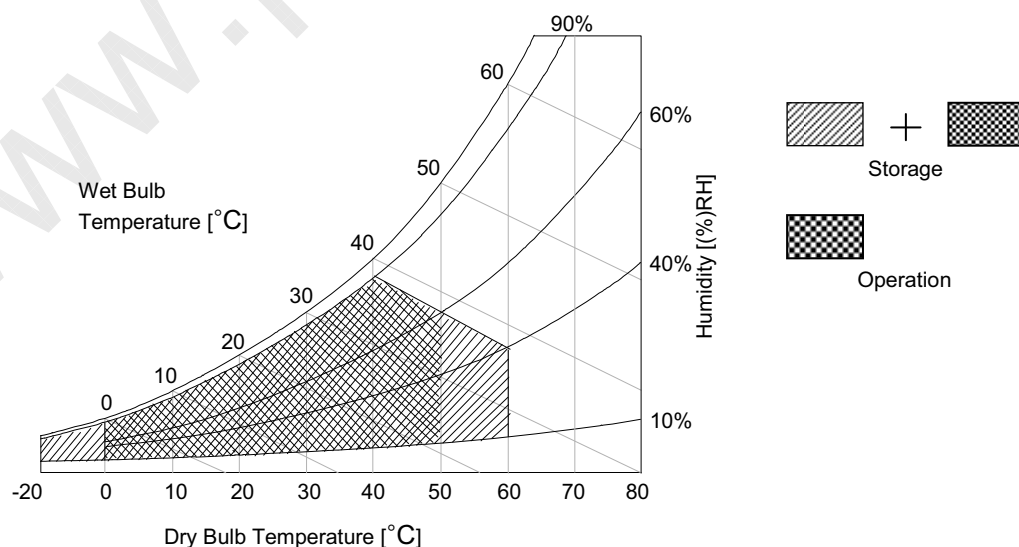 90%
60
60%
50
Wet Bulb
Temperature [°C]
40
40%
Humidity [(%)RH]
30
20
10
0
10%
-20 0 10 20 30 40 50 60 70 80
Dry Bulb Temperature [°C]
+
Storage
Operation